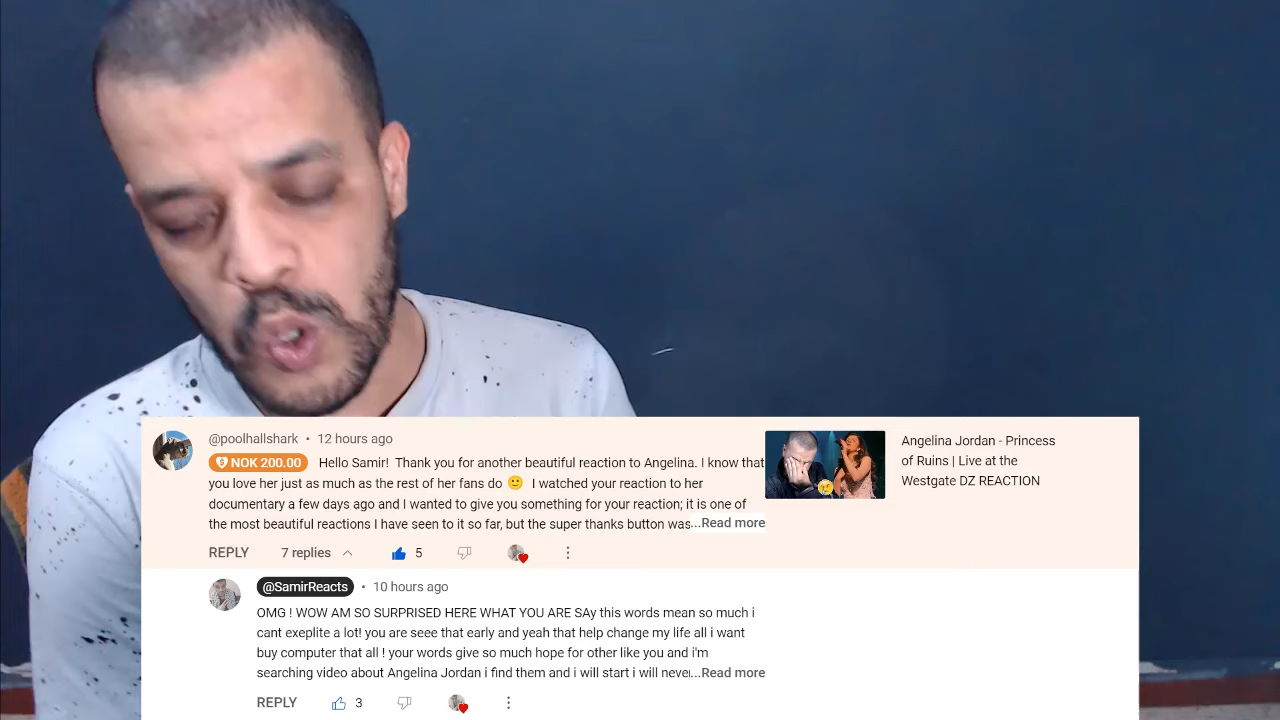 @poolhallshark • 12 hours ago
NOK 200.00 Hello Samir! Thank you for another beautiful reaction to Angelina. I know that
you love her just as much as the rest of her fans do 🙂 I watched your reaction to her
documentary a few days ago and I wanted to give you something for your reaction; it is one of
the most beautiful reactions I have seen to it so far, but the super thanks button was...Read more
REPLY 7 replies 5
Angelina Jordan - Princess
of Ruins | Live at the
Westgate DZ REACTION
@SamirReacts • 10 hours ago
OMG ! WOW AM SO SURPRISED HERE WHAT YOU ARE SAy this words mean so much i
cant exeplite a lot! you are seee that early and yeah that help change my life all i want
buy computer that all ! your words give so much hope for other like you and i'm
searching video about Angelina Jordan i find them and i will start i will neve...Read more
REPLY 3